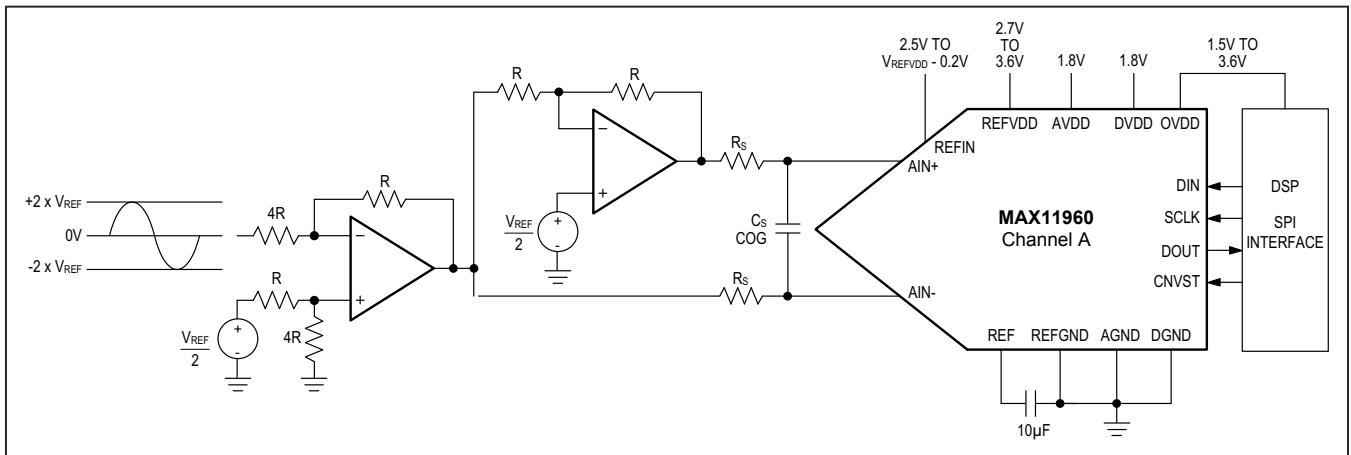 2.5V TO
VREFVDD - 0.2V
2.7V
TO
3.6V
1.8V
1.8V
1.5V TO
3.6V
R
R
REFVDD
AVDD
DVDD
OVDD
REFIN
−
+
RS
AIN+
VREF
2
+
-
+2 x VREF
0V
-2 x VREF
4R
R
−
+
R
4R
VREF
2
+
-
CS
COG
RS
AIN-
MAX11960
Channel A
DIN
SCLK
DOUT
CNVST
DSP
SPI
INTERFACE
REF
REFGND
AGND
DGND
10µF